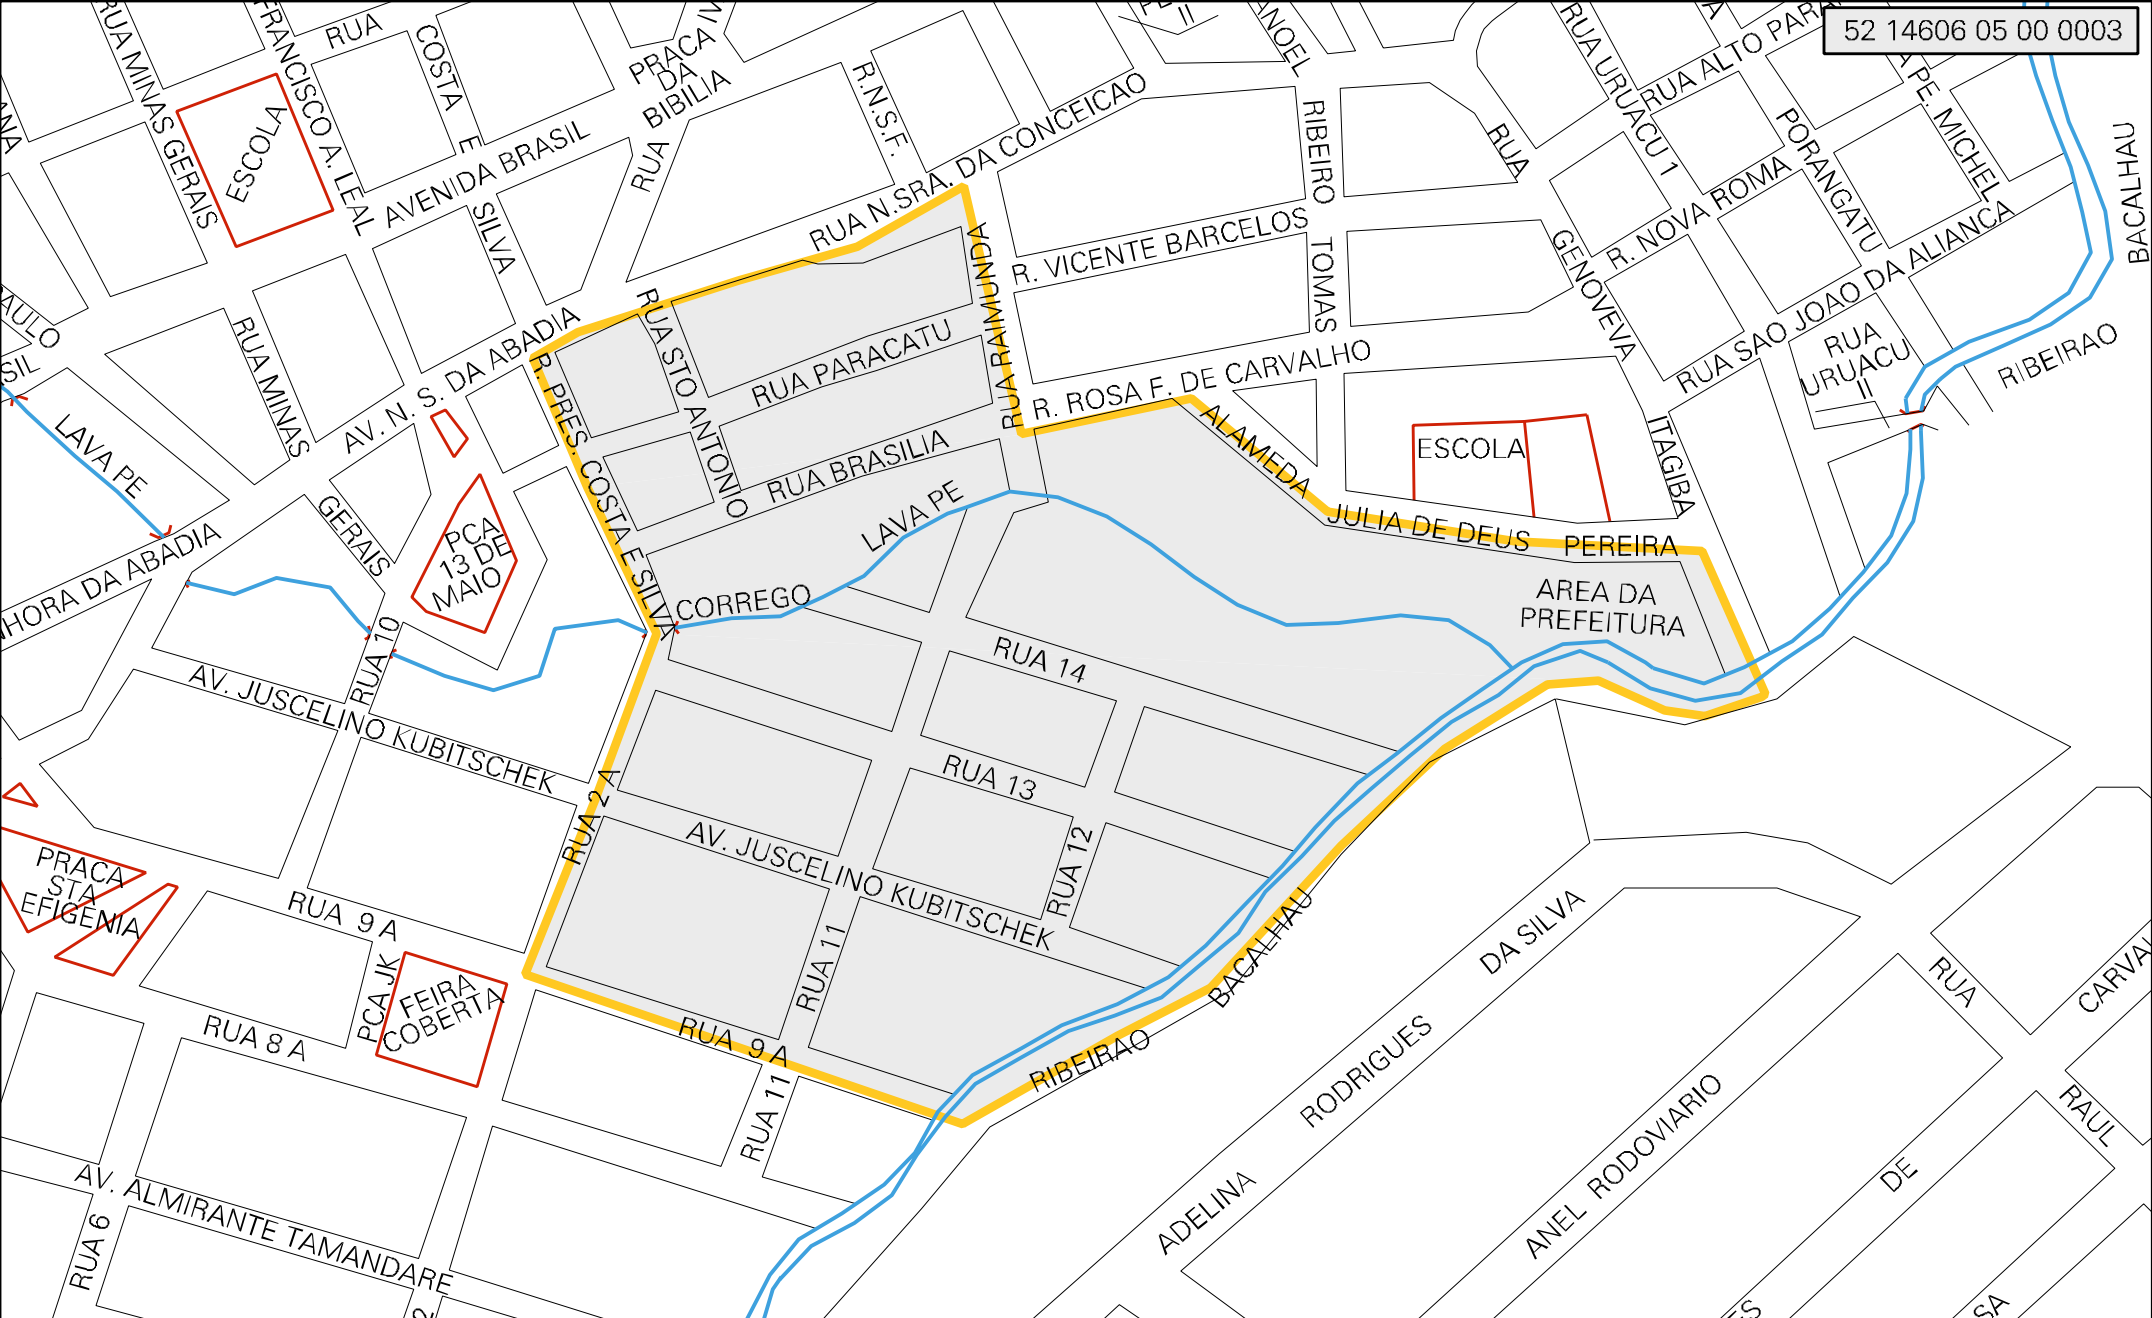 52 14606 05 00 0003
RUA MINAS GERAIS
FRANCISCO A. LEAL
RUA
COSTA E SILVA
PRACA IV
DA
BIBILIA
R.N.S.F.
II
RIBEIRO
TOMAS
RUA
GENOVEVA
ITAGIBA
RUA URUACU 1
RUA ALTO PARA
PE. MICHEL
PORANGATU
BACALHAU
ESCOLA
AVENIDA BRASIL
RUA
RUA N.SRA. DA CONCEICAO
R. VICENTE BARCELOS
R. NOVA ROMA
RUA SAO JOAO DA ALIANCA
RUA
URUACU
II
RIBEIRAO
RUA MINAS
GERAIS
AV. N. S. DA ABADIA
RUA STO ANTONIO
RUA PARACATU
RUA RAIMUNDA
R. ROSA F. DE CARVALHO
RUA BRASILIA
R. PRES. COSTA E SILVA
LAVA PE
ALAMEDA
JULIA DE DEUS PEREIRA
ESCOLA
PCA
13 DE
MAIO
LAVA PE
CORREGO
AREA DA
PREFEITURA
HORA DA ABADIA
RUA 10
AV. JUSCELINO KUBITSCHEK
RUA 14
RUA 13
RUA 2 A
AV. JUSCELINO KUBITSCHEK
RUA 12
RUA 11
PRACA
STA
EFIGENIA
RUA 9 A
PCA JK
FEIRA
COBERTA
RUA 8 A
RUA 9 A
RUA 11
RIBEIRAO
BACALHAU
ADELINA RODRIGUES DA SILVA
ANEL RODOVIARIO
RUA
RAUL
CARVA
DE
ES
SA
AV. ALMIRANTE TAMANDARE
RUA 6
2